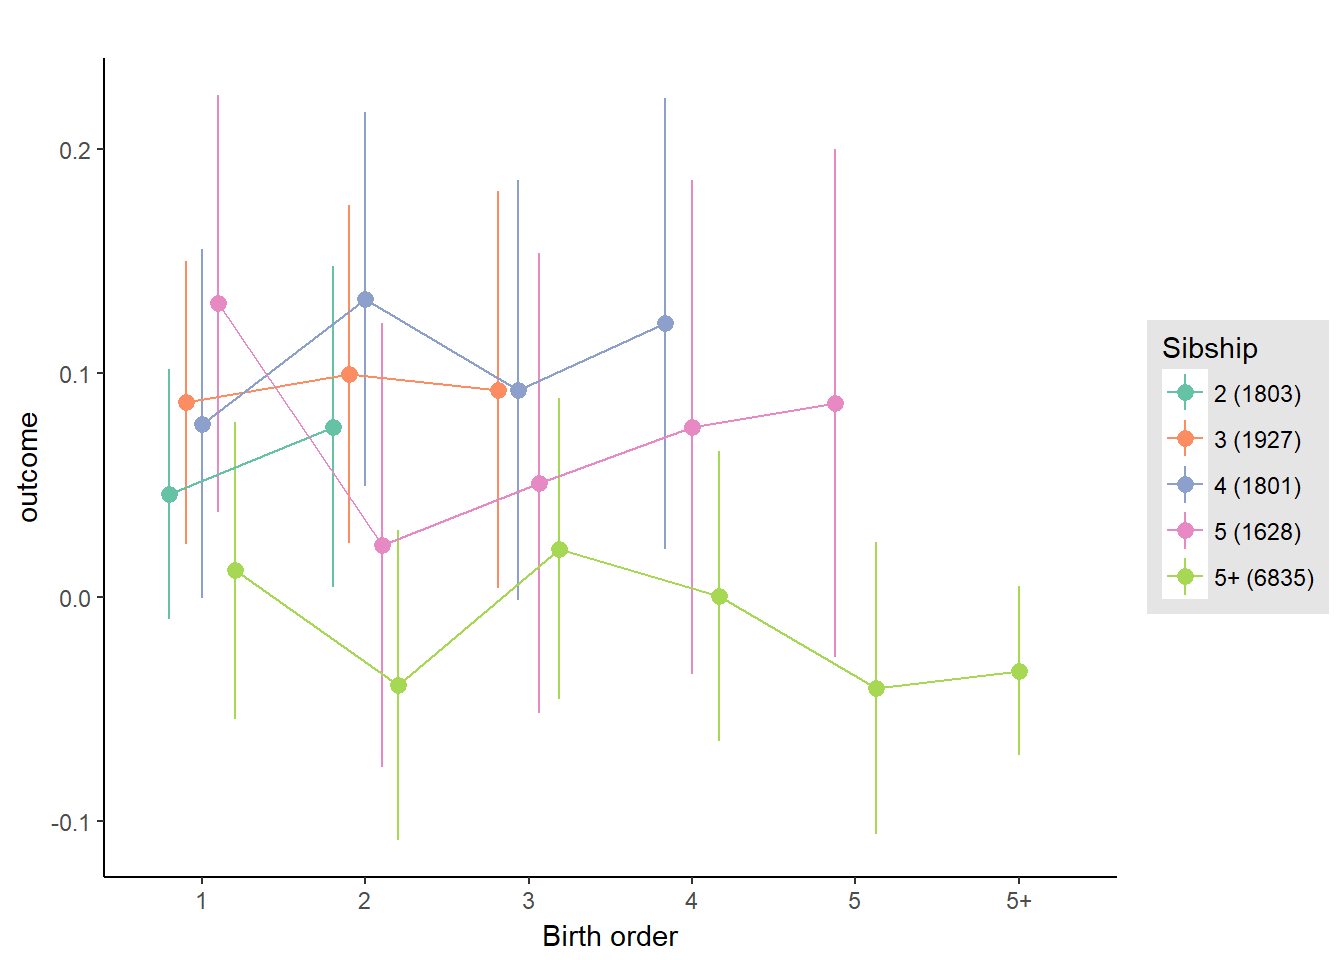 0.2
0.1
0.0
-0.1
outcome
1 2 3 4 5 5+
Birth order
Sibship
2 (1803)
3 (1927)
4 (1801)
5 (1628)
5+ (6835)